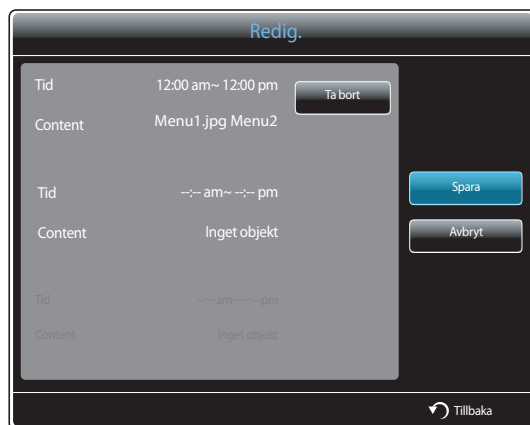 Redig.
Tid 12:00 am~ 12:00 pm
Ta bort
Content Menu1.jpg Menu2
Tid --:-- am~ --:-- pm
Spara
Content Inget objekt
Avbryt
Tid --:-- am~ --:-- pm
Content Inget objekt
Tillbaka